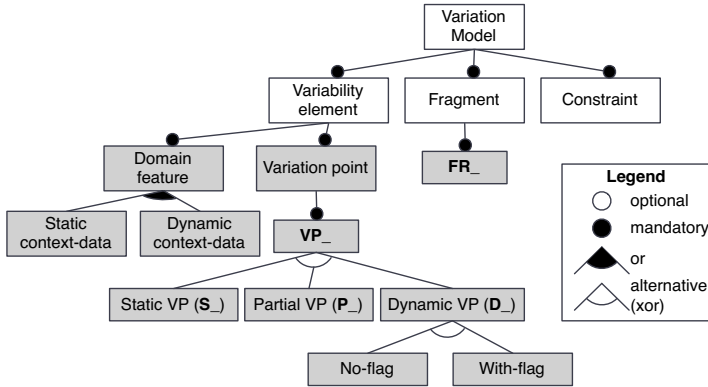 Variation
Model
Variability
element
Fragment
Constraint
Domain
feature
Variation point
FR_
Static
context-data
Dynamic
context-data
VP_
Static VP (S_)
Partial VP (P_)
Dynamic VP (D_)
No-flag
With-flag
Legend
optional
mandatory
or
alternative
(xor)